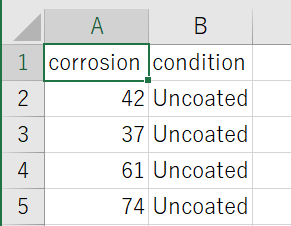 A B
1 corrosion condition
2 42 Uncoated
3 37 Uncoated
4 61 Uncoated
5 74 Uncoated